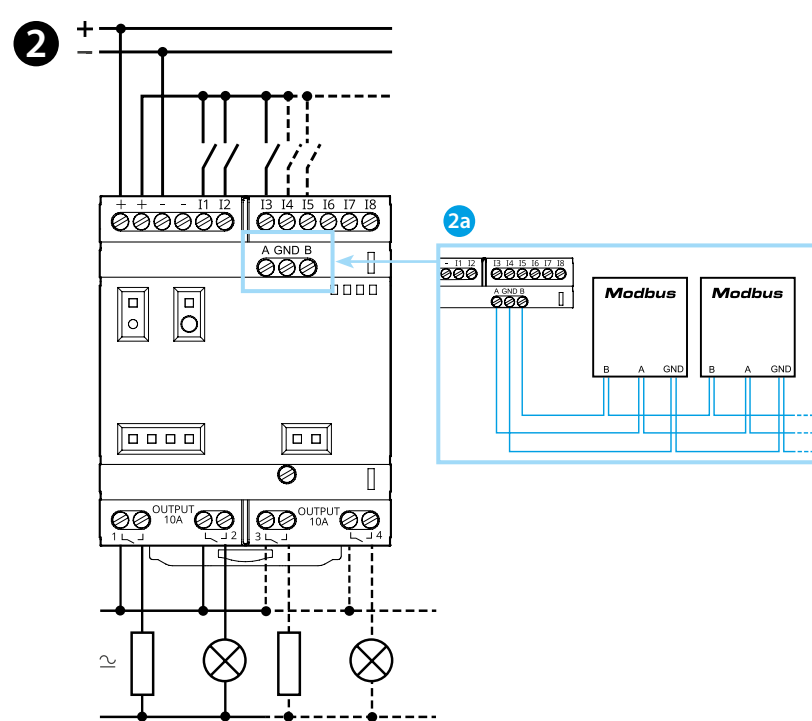 2
+
−
+ + - - I1 I2 I3 I4 I5 I6 I7 I8
A GND B
2a
- I1 I2 I3 I4 I5 I6 I7 I8
A GND B
Modbus Modbus
B A GND B A GND
OUTPUT
10A
OUTPUT
10A
1 2 3 4